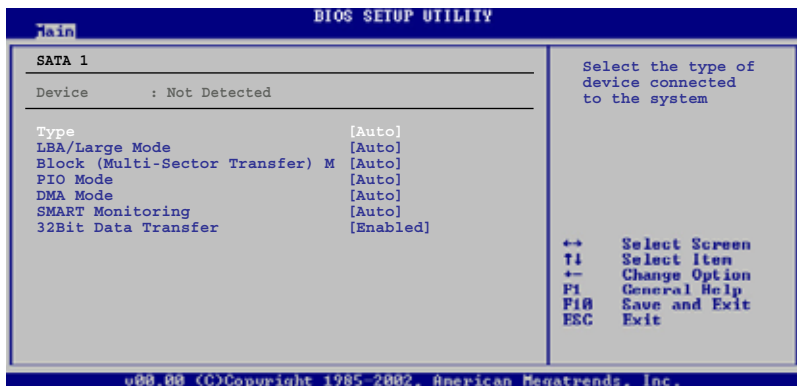 BIOS SETUP UTILITY
Main
SATA 1
Device : Not Detected
Type [Auto]
LBA/Large Mode [Auto]
Block (Multi-Sector Transfer) M [Auto]
PIO Mode [Auto]
DMA Mode [Auto]
SMART Monitoring [Auto]
32Bit Data Transfer [Enabled]
Select the type of
device connected
to the system
↔ Select Screen
↑↓ Select Item
+- Change Option
F1 General Help
F10 Save and Exit
ESC Exit
v00.00 (C)Copyright 1985-2002, American Megatrends, Inc.